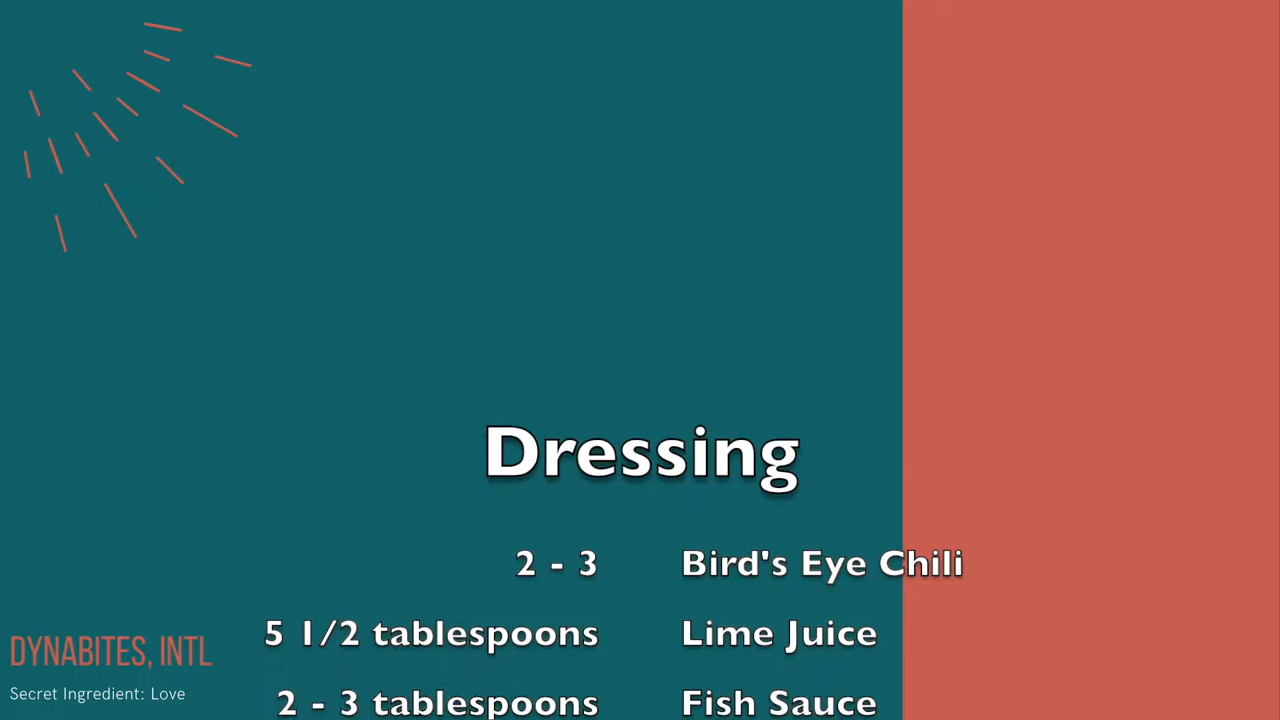 Dressing
2 - 3 Bird's Eye Chili
5 1/2 tablespoons Lime Juice
2 - 3 tablespoons Fish Sauce
DYNABITES, INTL
Secret Ingredient: Love